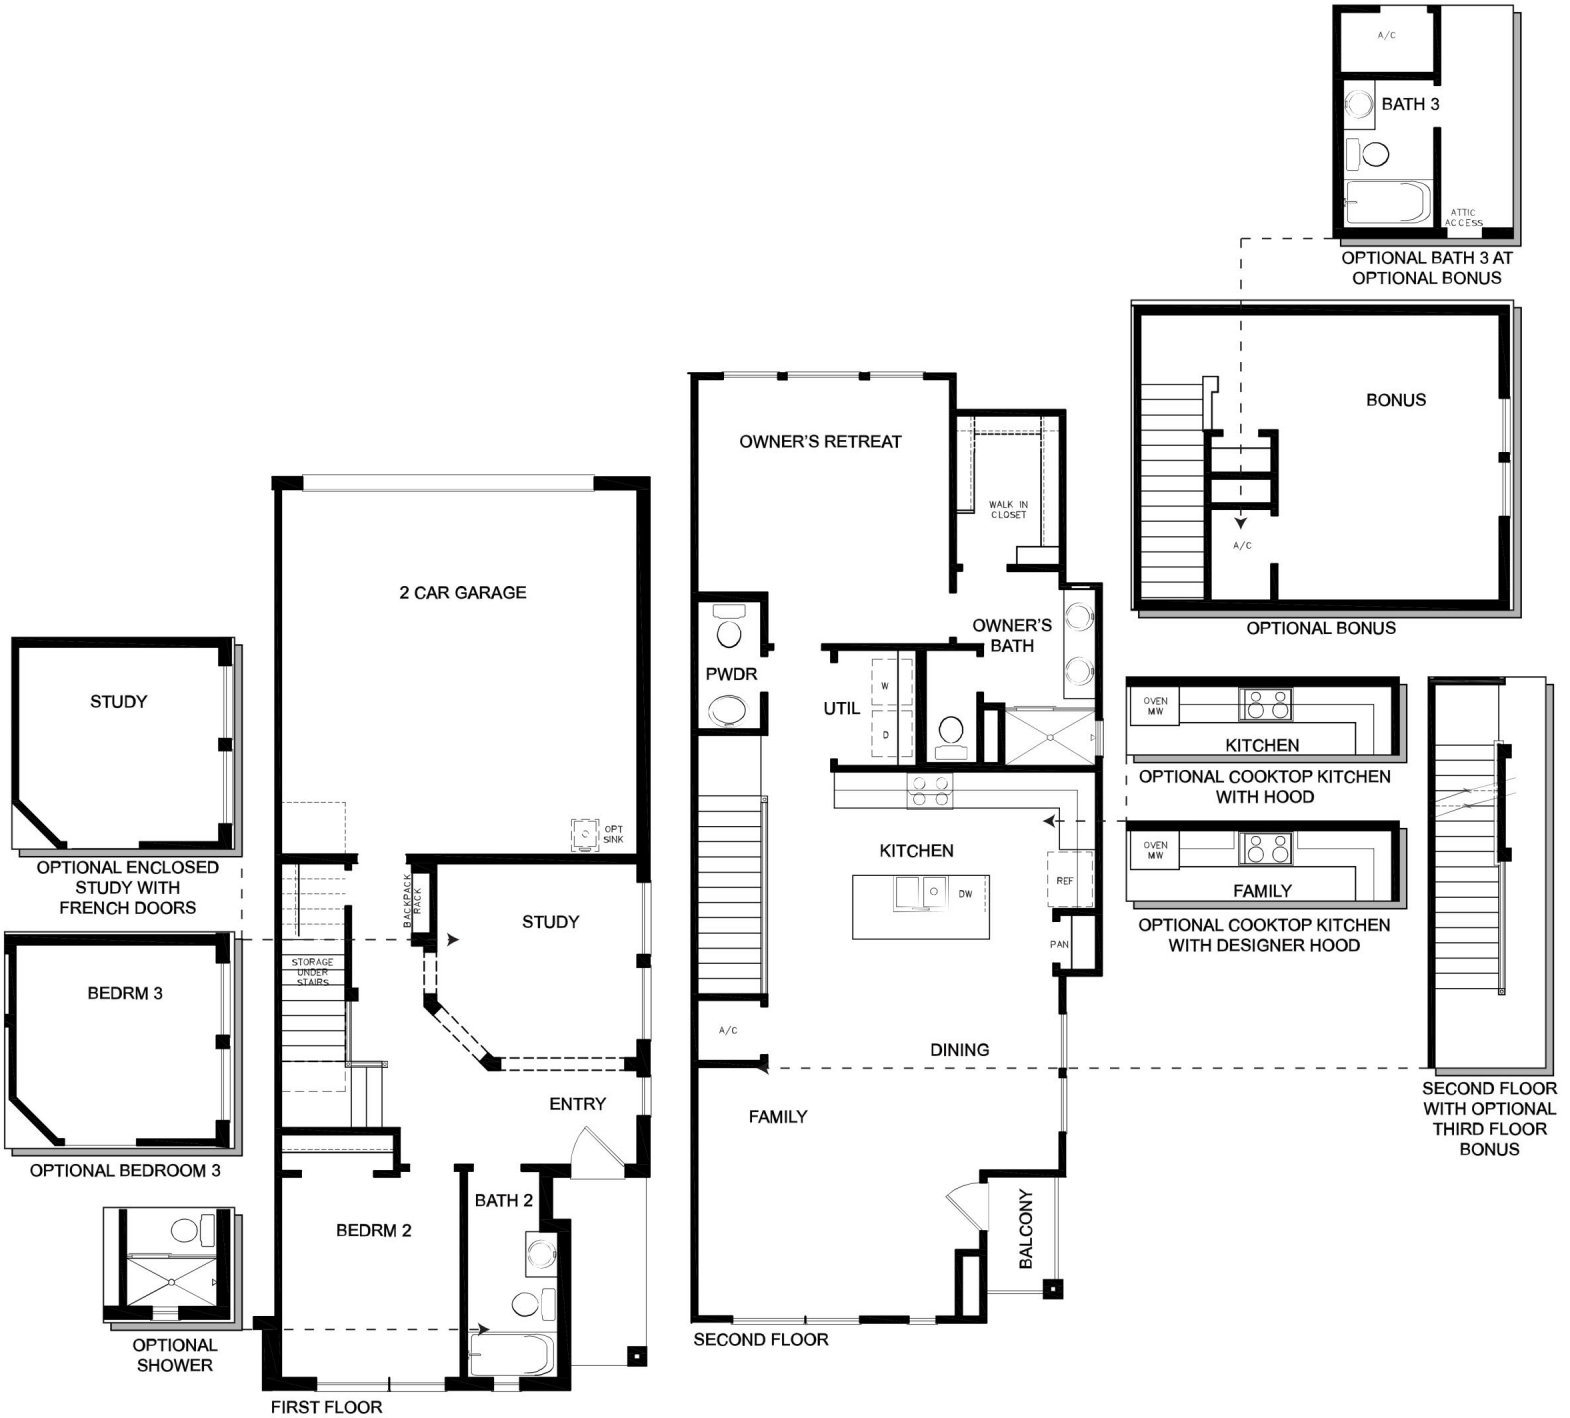 A/C
BATH 3
ATTIC
ACCESS
OPTIONAL BATH 3 AT
OPTIONAL BONUS
BONUS
A/C
OPTIONAL BONUS
OWNER'S RETREAT
WALK IN
CLOSET
OWNER'S
BATH
PWDR
UTIL
W
D
KITCHEN
DW
REF
PAN
A/C
DINING
FAMILY
BALCONY
SECOND FLOOR
OVEN
MW
KITCHEN
OPTIONAL COOKTOP KITCHEN
WITH HOOD
OVEN
MW
FAMILY
OPTIONAL COOKTOP KITCHEN
WITH DESIGNER HOOD
SECOND FLOOR
WITH OPTIONAL
THIRD FLOOR
BONUS
2 CAR GARAGE
OPT
SINK
BACKPACK
RACK
STUDY
STORAGE
UNDER
STAIRS
ENTRY
BATH 2
BEDRM 2
FIRST FLOOR
STUDY
OPTIONAL ENCLOSED
STUDY WITH
FRENCH DOORS
BEDRM 3
OPTIONAL BEDROOM 3
OPTIONAL
SHOWER